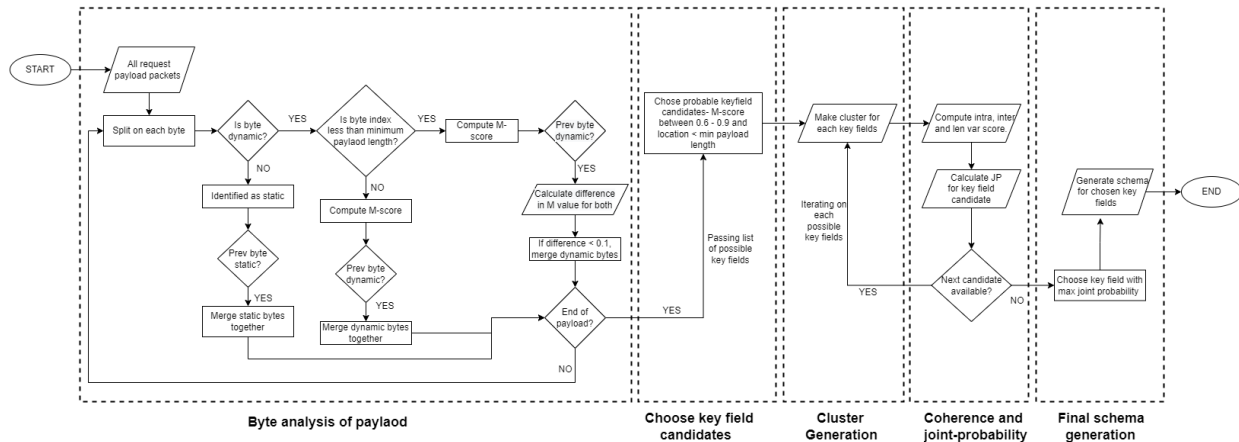 START
All request
payload packets
Split on each byte
Is byte
dynamic?
YES
NO
Identified as static
Prev byte
static?
YES
Merge static bytes
together
Is byte index
less than minimum
paylaod length?
YES
NO
Compute M-score
Prev byte
dynamic?
YES
Merge dynamic bytes
together
Compute M-
score
Prev byte
dynamic?
YES
Calculate difference
in M value for both
If difference < 0.1,
merge dynamic bytes
End of
payload?
NO
YES
Byte analysis of paylaod
Chose probable keyfield
candidates- M-score
between 0.6 - 0.9 and
location < min payload
length
Passing list
of possible
key fields
Choose key field
candidates
Make cluster for
each key fields
Iterating on
each
possible
key fields
YES
Cluster
Generation
Compute intra, inter
and len var score.
Calculate JP
for key field
candidate
Next candidate
available?
NO
Coherence and
joint-probability
Choose key field with
max joint probability
Generate schema
for chosen key
fields
Final schema
generation
END